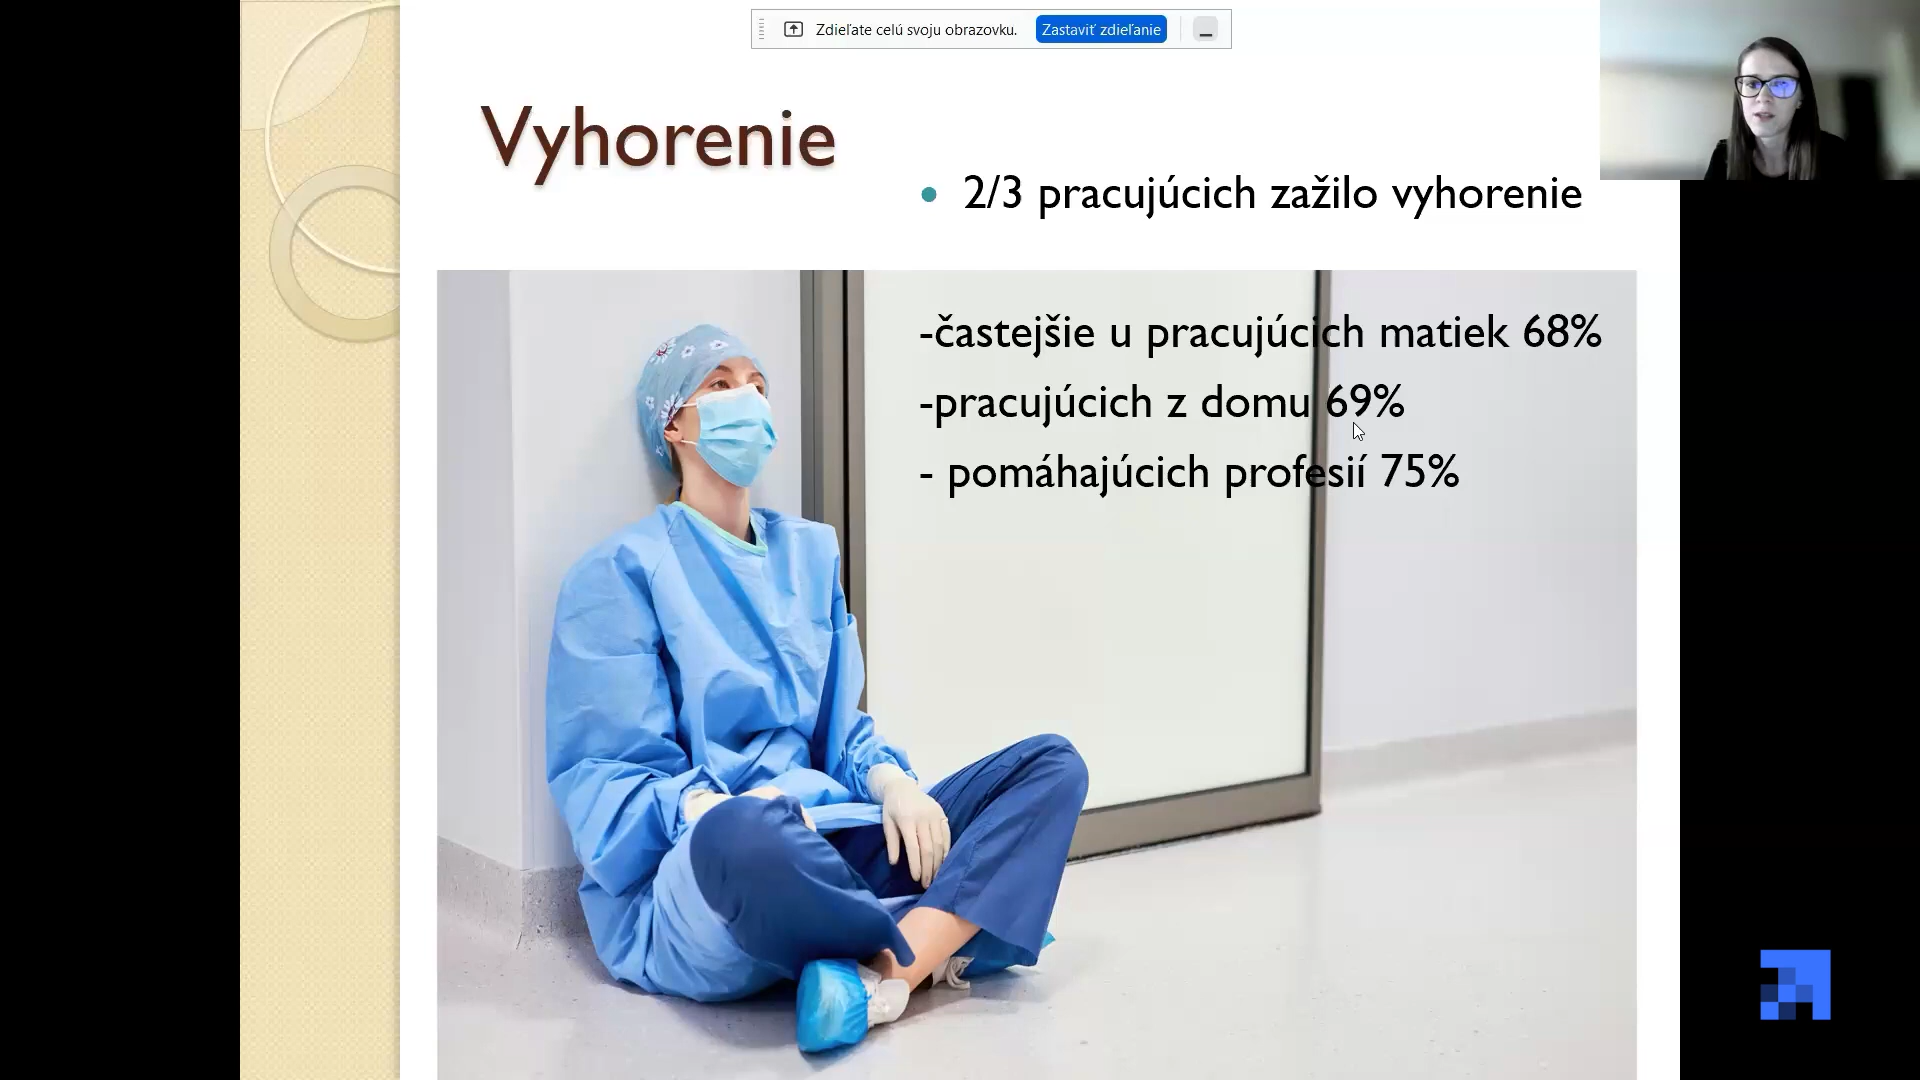 Zdieľate celú svoju obrazovku.
Zastaviť zdieľanie
Vyhorenie
2/3 pracujúcich zažilo vyhorenie
-častejšie u pracujúcich matiek 68%
-pracujúcich z domu 69%
- pomáhajúcich profesií 75%